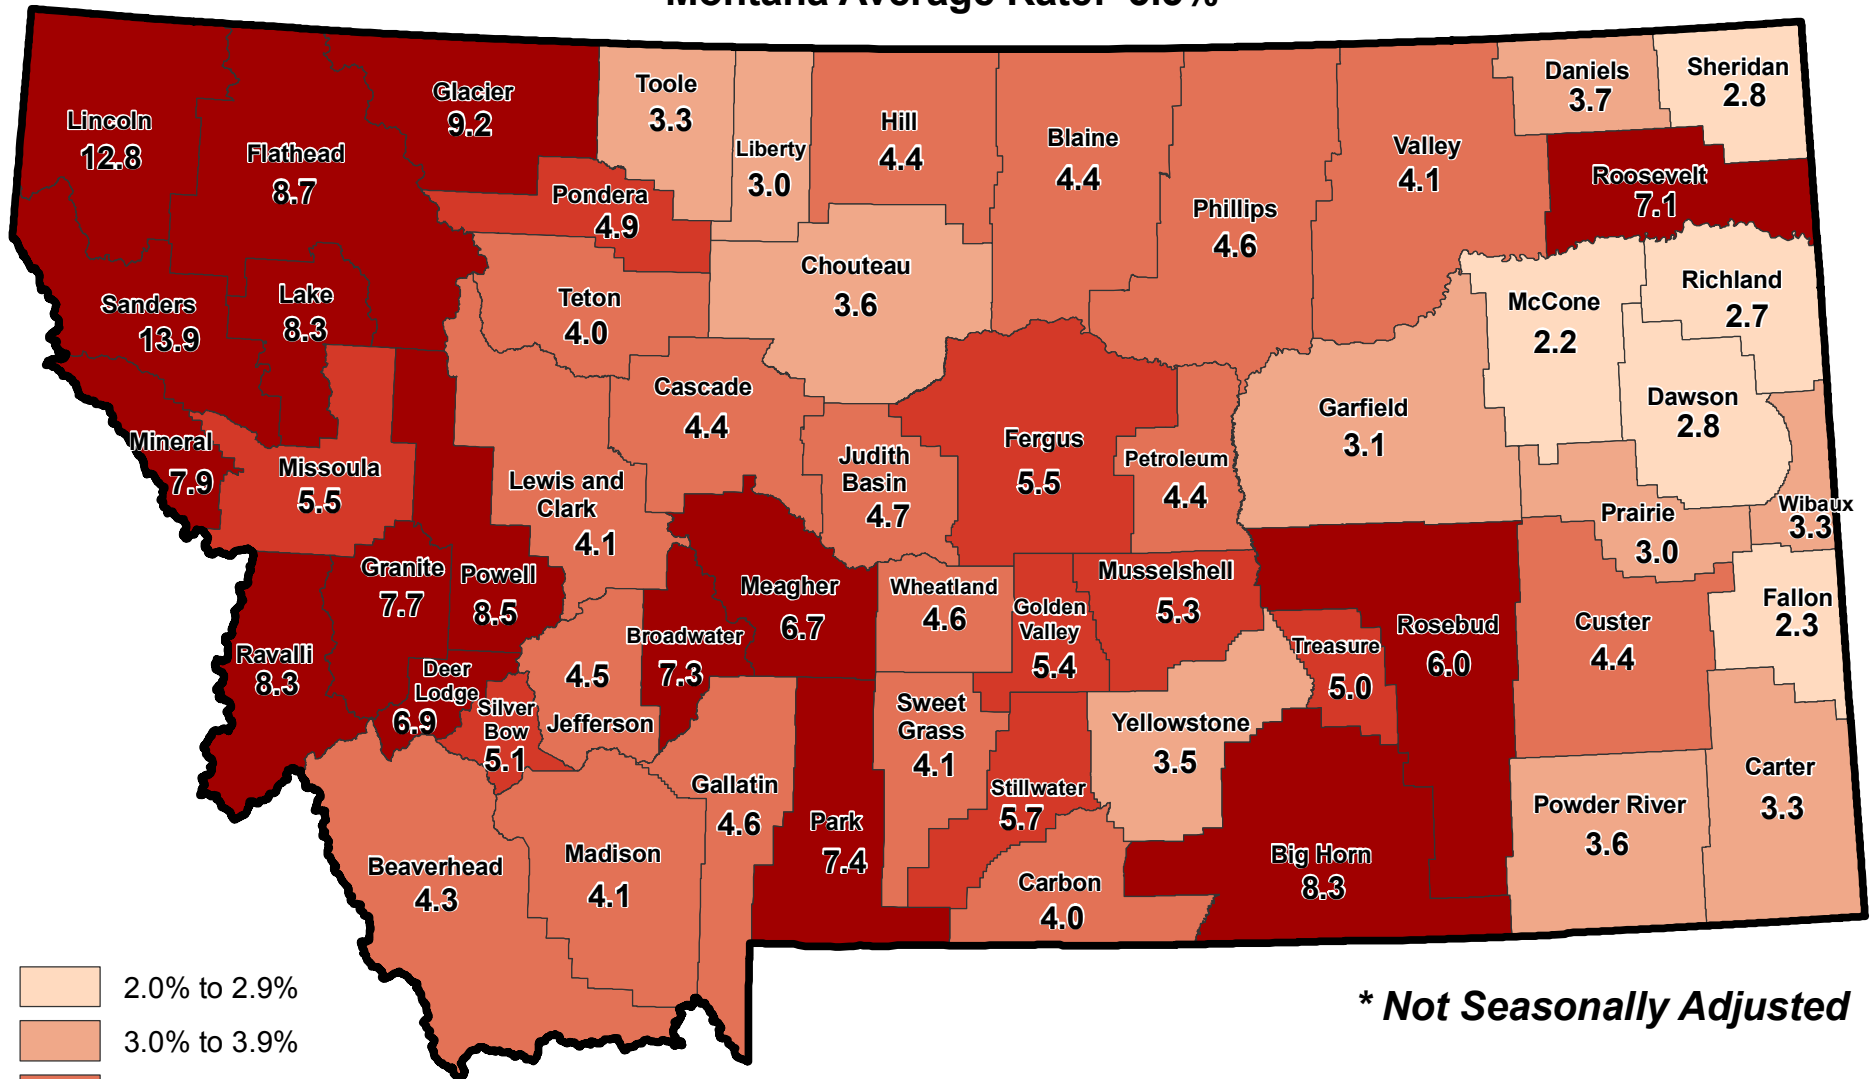 Lincoln
12.8
Flathead
8.7
Glacier
9.2
Toole
3.3
Liberty
3.0
Hill
4.4
Blaine
4.4
Phillips
4.6
Valley
4.1
Daniels
3.7
Sheridan
2.8
Roosevelt
7.1
Pondera
4.9
Teton
4.0
Chouteau
3.6
Sanders
13.9
Lake
8.3
McCone
2.2
Richland
2.7
Dawson
2.8
Garfield
3.1
Cascade
4.4
Judith
Basin
4.7
Fergus
5.5
Petroleum
4.4
Mineral
7.9
Missoula
5.5
Lewis and
Clark
4.1
Prairie
3.0
Wibaux
3.3
Granite
7.7
Powell
8.5
Meagher
6.7
Wheatland
4.6
Golden
Valley
5.4
Musselshell
5.3
Broadwater
7.3
Treasure
5.0
Rosebud
6.0
Custer
4.4
Fallon
2.3
Ravalli
8.3
Deer
Lodge
6.9
Silver
Bow
5.1
4.5
Jefferson
Sweet
Grass
4.1
Stillwater
5.7
Yellowstone
3.5
Gallatin
4.6
Park
7.4
Beaverhead
4.3
Madison
4.1
Carbon
4.0
Big Horn
8.3
Powder River
3.6
Carter
3.3
2.0% to 2.9%
3.0% to 3.9%
* Not Seasonally Adjusted